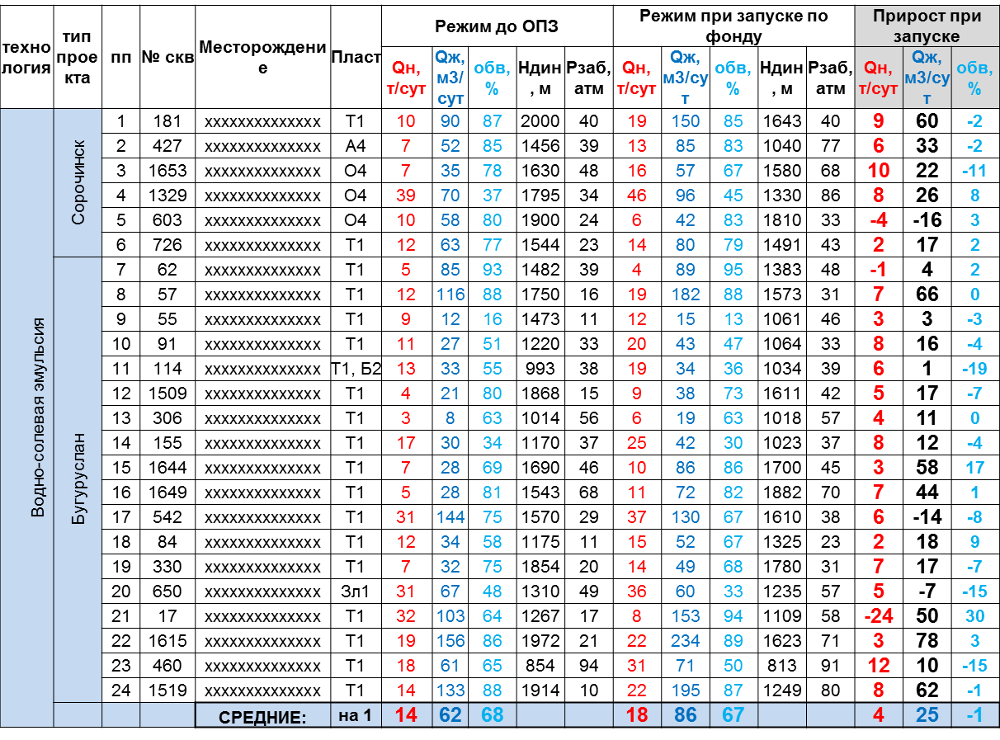 техно логия | тип прое кта | пп | № скв | Месторождени е | Пласт | Режим до ОПЗ | Режим при запуске по фонду | Прирост при запуске
Qн, т/сут | Qж, м3/ сут | обв, % | Ндин , м | Рзаб, атм | Qн, т/сут | Qж, м3/су т | обв, % | Ндин , м | Рзаб, атм | Qн, т/сут | Qж, м3/су т | обв, %
Водно-солевая эмульсия
Сорочинск
1 | 181 | xxxxxxxxxxxxxx | Т1 | 10 | 90 | 87 | 2000 | 40 | 19 | 150 | 85 | 1643 | 40 | 9 | 60 | -2
2 | 427 | xxxxxxxxxxxxxx | А4 | 7 | 52 | 85 | 1456 | 39 | 13 | 85 | 83 | 1040 | 77 | 6 | 33 | -2
3 | 1653 | xxxxxxxxxxxxxx | О4 | 7 | 35 | 78 | 1630 | 48 | 16 | 57 | 67 | 1580 | 68 | 10 | 22 | -11
4 | 1329 | xxxxxxxxxxxxxx | О4 | 39 | 70 | 37 | 1795 | 34 | 46 | 96 | 45 | 1330 | 86 | 8 | 26 | 8
5 | 603 | xxxxxxxxxxxxxx | О4 | 10 | 58 | 80 | 1900 | 24 | 6 | 42 | 83 | 1810 | 33 | -4 | -16 | 3
6 | 726 | xxxxxxxxxxxxxx | Т1 | 12 | 63 | 77 | 1544 | 23 | 14 | 80 | 79 | 1491 | 43 | 2 | 17 | 2
Бугуруслан
7 | 62 | xxxxxxxxxxxxxx | Т1 | 5 | 85 | 93 | 1482 | 39 | 4 | 89 | 95 | 1383 | 48 | -1 | 4 | 2
8 | 57 | xxxxxxxxxxxxxx | Т1 | 12 | 116 | 88 | 1750 | 16 | 19 | 182 | 88 | 1573 | 31 | 7 | 66 | 0
9 | 55 | xxxxxxxxxxxxxx | Т1 | 9 | 12 | 16 | 1473 | 11 | 12 | 15 | 13 | 1061 | 46 | 3 | 3 | -3
10 | 91 | xxxxxxxxxxxxxx | Т1 | 11 | 27 | 51 | 1220 | 33 | 20 | 43 | 47 | 1064 | 33 | 8 | 16 | -4
11 | 114 | xxxxxxxxxxxxxx | Т1, Б2 | 13 | 33 | 55 | 993 | 38 | 19 | 34 | 36 | 1034 | 39 | 6 | 1 | -19
12 | 1509 | xxxxxxxxxxxxxx | Т1 | 4 | 21 | 80 | 1868 | 15 | 9 | 38 | 73 | 1611 | 42 | 5 | 17 | -7
13 | 306 | xxxxxxxxxxxxxx | Т1 | 3 | 8 | 63 | 1014 | 56 | 6 | 19 | 63 | 1018 | 57 | 4 | 11 | 0
14 | 155 | xxxxxxxxxxxxxx | Т1 | 17 | 30 | 34 | 1170 | 37 | 25 | 42 | 30 | 1023 | 37 | 8 | 12 | -4
15 | 1644 | xxxxxxxxxxxxxx | Т1 | 7 | 28 | 69 | 1690 | 46 | 10 | 86 | 86 | 1700 | 45 | 3 | 58 | 17
16 | 1649 | xxxxxxxxxxxxxx | Т1 | 5 | 28 | 81 | 1543 | 68 | 11 | 72 | 82 | 1882 | 70 | 7 | 44 | 1
17 | 542 | xxxxxxxxxxxxxx | Т1 | 31 | 144 | 75 | 1570 | 29 | 37 | 130 | 67 | 1610 | 38 | 6 | -14 | -8
18 | 84 | xxxxxxxxxxxxxx | Т1 | 12 | 34 | 58 | 1175 | 11 | 15 | 52 | 67 | 1325 | 23 | 2 | 18 | 9
19 | 330 | xxxxxxxxxxxxxx | Т1 | 7 | 32 | 75 | 1854 | 20 | 14 | 49 | 68 | 1780 | 31 | 7 | 17 | -7
20 | 650 | xxxxxxxxxxxxxx | Зл1 | 31 | 67 | 48 | 1310 | 49 | 36 | 60 | 33 | 1235 | 57 | 5 | -7 | -15
21 | 17 | xxxxxxxxxxxxxx | Т1 | 32 | 103 | 64 | 1267 | 17 | 8 | 153 | 94 | 1109 | 58 | -24 | 50 | 30
22 | 1615 | xxxxxxxxxxxxxx | Т1 | 19 | 156 | 86 | 1972 | 21 | 22 | 234 | 89 | 1623 | 71 | 3 | 78 | 3
23 | 460 | xxxxxxxxxxxxxx | Т1 | 18 | 61 | 65 | 854 | 94 | 31 | 71 | 50 | 813 | 91 | 12 | 10 | -15
24 | 1519 | xxxxxxxxxxxxxx | Т1 | 14 | 133 | 88 | 1914 | 10 | 22 | 195 | 87 | 1249 | 80 | 8 | 62 | -1
СРЕДНИЕ: | на 1 | 14 | 62 | 68 | 18 | 86 | 67 | 4 | 25 | -1